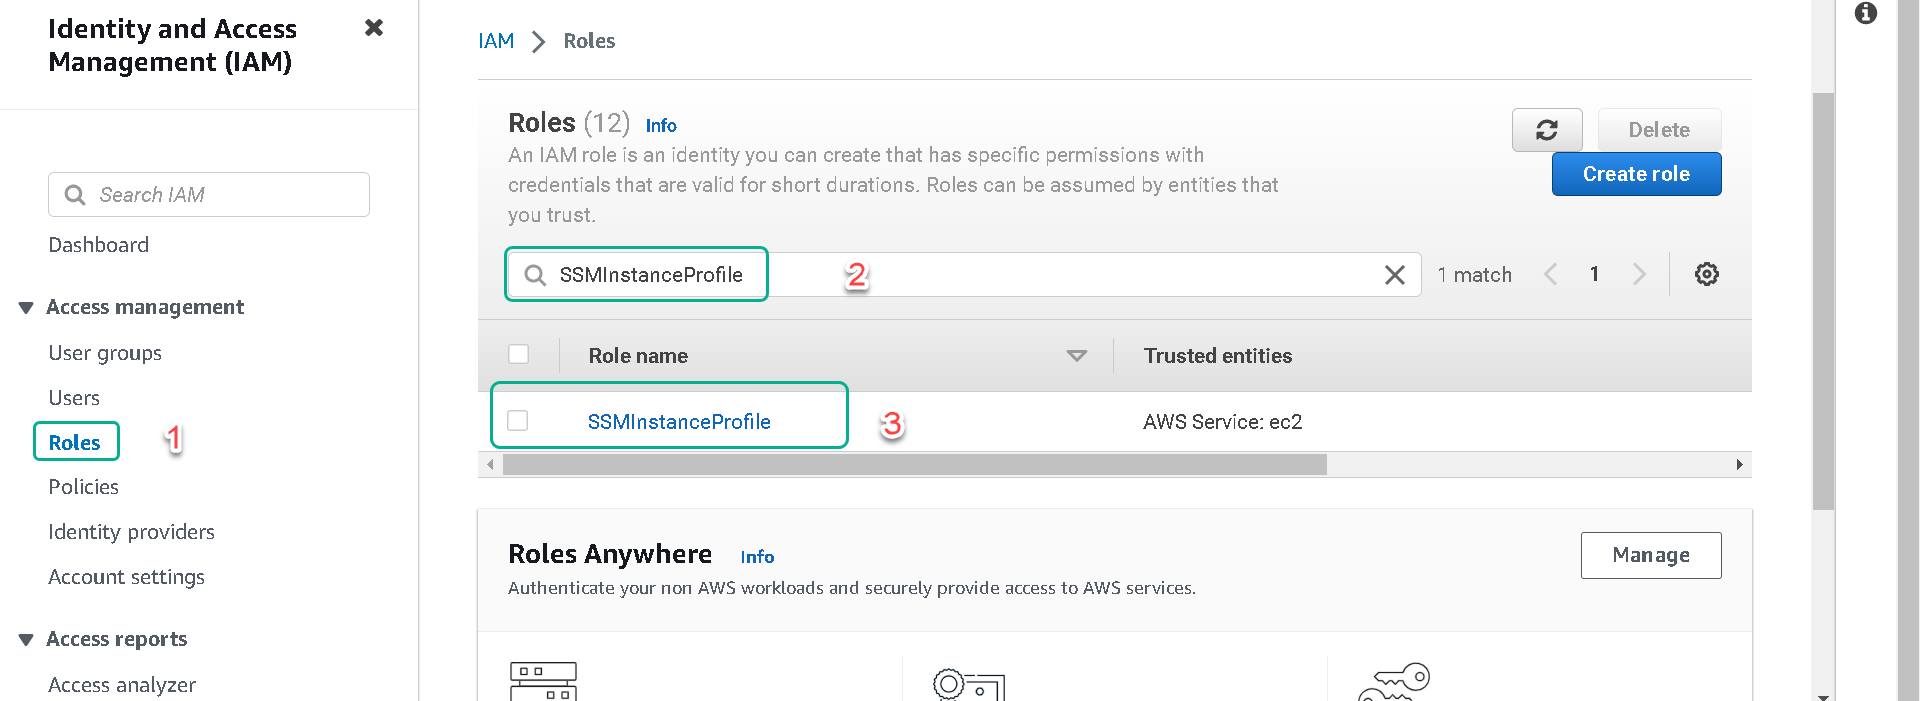 Identity and Access
Management (IAM)
Search IAM
Dashboard
Access management
User groups
Users
Roles
1
Policies
Identity providers
Account settings
Access reports
Access analyzer
IAM
Roles
Roles (12) Info
An IAM role is an identity you can create that has specific permissions with
credentials that are valid for short durations. Roles can be assumed by entities that
you trust.
Delete
Create role
SSMInstanceProfile
2
1 match
1
Role name
Trusted entities
SSMInstanceProfile
3
AWS Service: ec2
Roles Anywhere Info
Authenticate your non AWS workloads and securely provide access to AWS services.
Manage